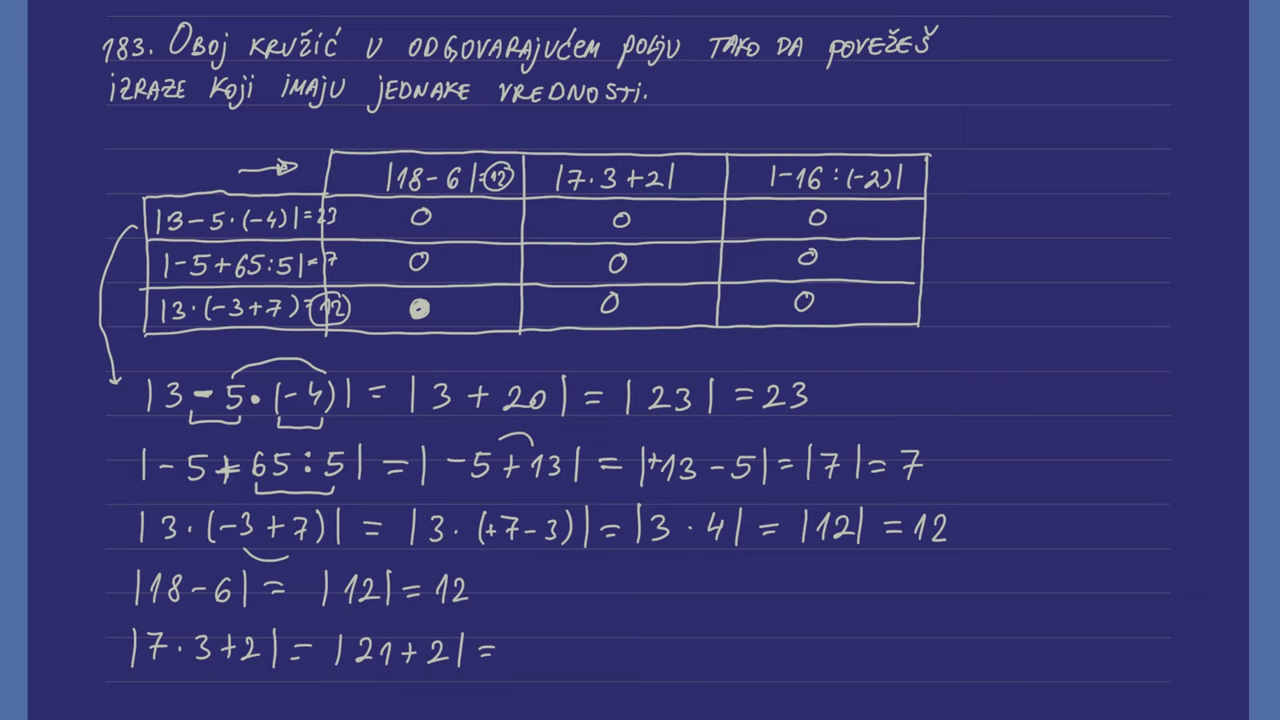 183. Oboj kružić u odgovarajućem polju tako da povežeš
izraze koji imaju jednake vrednosti.
|18-6|=12 |7·3+2| |-16:(-2)|
|3-5·(-4)|=23
|-5+65:5|=7
|3·(-3+7)=12
|3-5·(-4)| = |3+20| = |23| = 23
|-5+65:5| = |-5+13| = |+13-5| = |7| = 7
|3·(-3+7)| = |3·(+7-3)| = |3·4| = |12| = 12
|18-6| = |12| = 12
|7·3+2| = |21+2| =